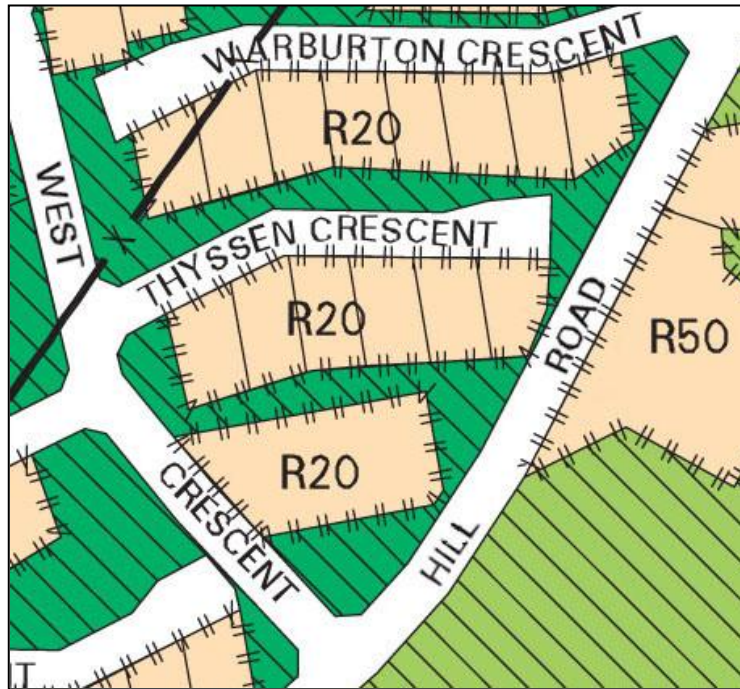 WARBURTON CRESCENT
R20
WEST
THYSSEN CRESCENT
R20
ROAD
R50
R20
CRESCENT
HILL